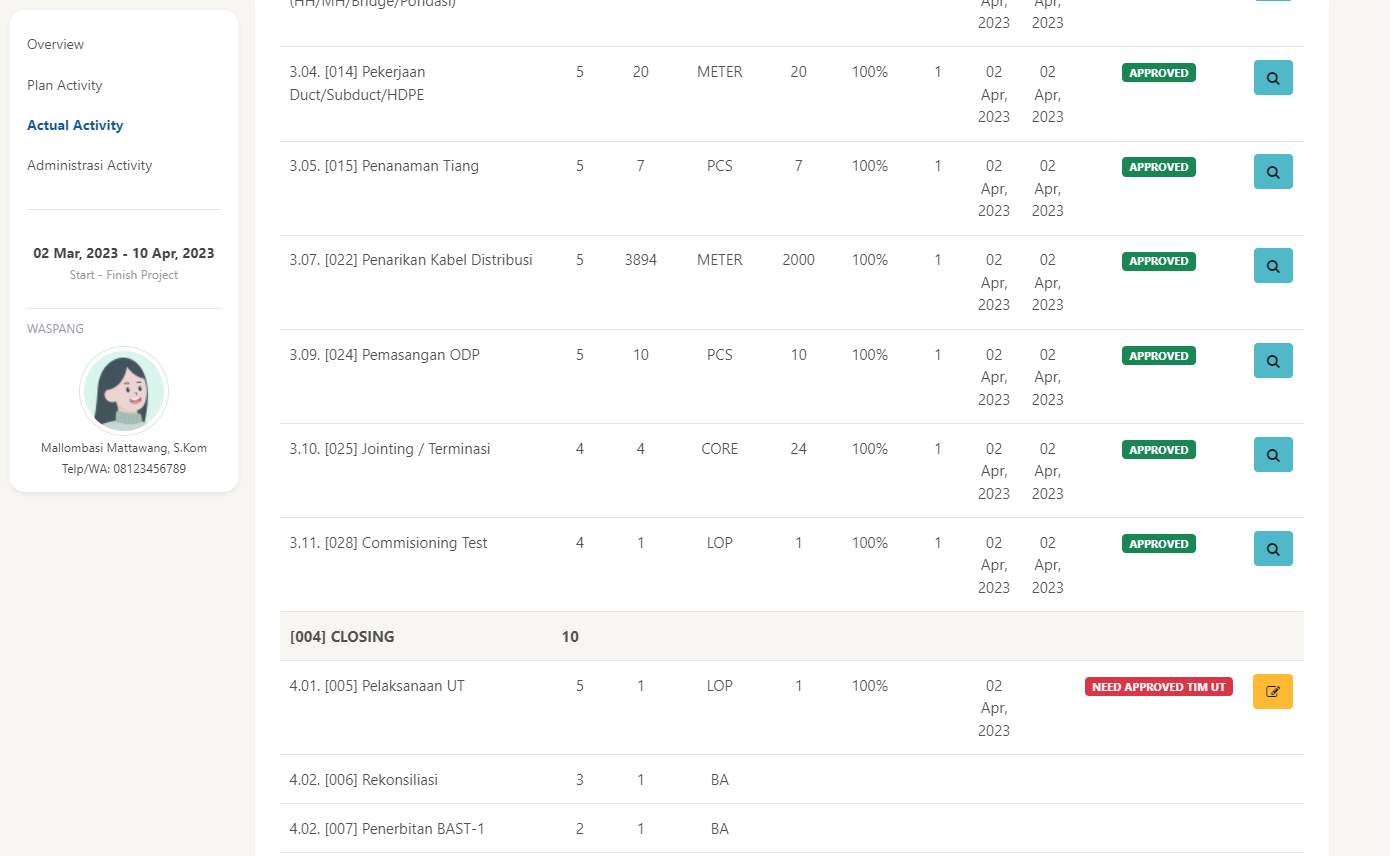 Overview
Plan Activity
Actual Activity
Administrasi Activity
02 Mar, 2023 - 10 Apr, 2023
Start - Finish Project
WASPANG
Mallombasi Mattawang, S.Kom
Telp/WA: 08123456789
(HH/MH/Bridge/Pondasi)
Apr,
2023
Apr,
2023
3.04. [014] Pekerjaan
Duct/Subduct/HDPE
5
20
METER
20
100%
1
02
Apr,
2023
02
Apr,
2023
APPROVED
3.05. [015] Penanaman Tiang
5
7
PCS
7
100%
1
02
Apr,
2023
02
Apr,
2023
APPROVED
3.07. [022] Penarikan Kabel Distribusi
5
3894
METER
2000
100%
1
02
Apr,
2023
02
Apr,
2023
APPROVED
3.09. [024] Pemasangan ODP
5
10
PCS
10
100%
1
02
Apr,
2023
02
Apr,
2023
APPROVED
3.10. [025] Jointing / Terminasi
4
4
CORE
24
100%
1
02
Apr,
2023
02
Apr,
2023
APPROVED
3.11. [028] Commisioning Test
4
1
LOP
1
100%
1
02
Apr,
2023
02
Apr,
2023
APPROVED
[004] CLOSING
10
4.01. [005] Pelaksanaan UT
5
1
LOP
1
100%
02
Apr,
2023
NEED APPROVED TIM UT
4.02. [006] Rekonsiliasi
3
1
BA
4.02. [007] Penerbitan BAST-1
2
1
BA